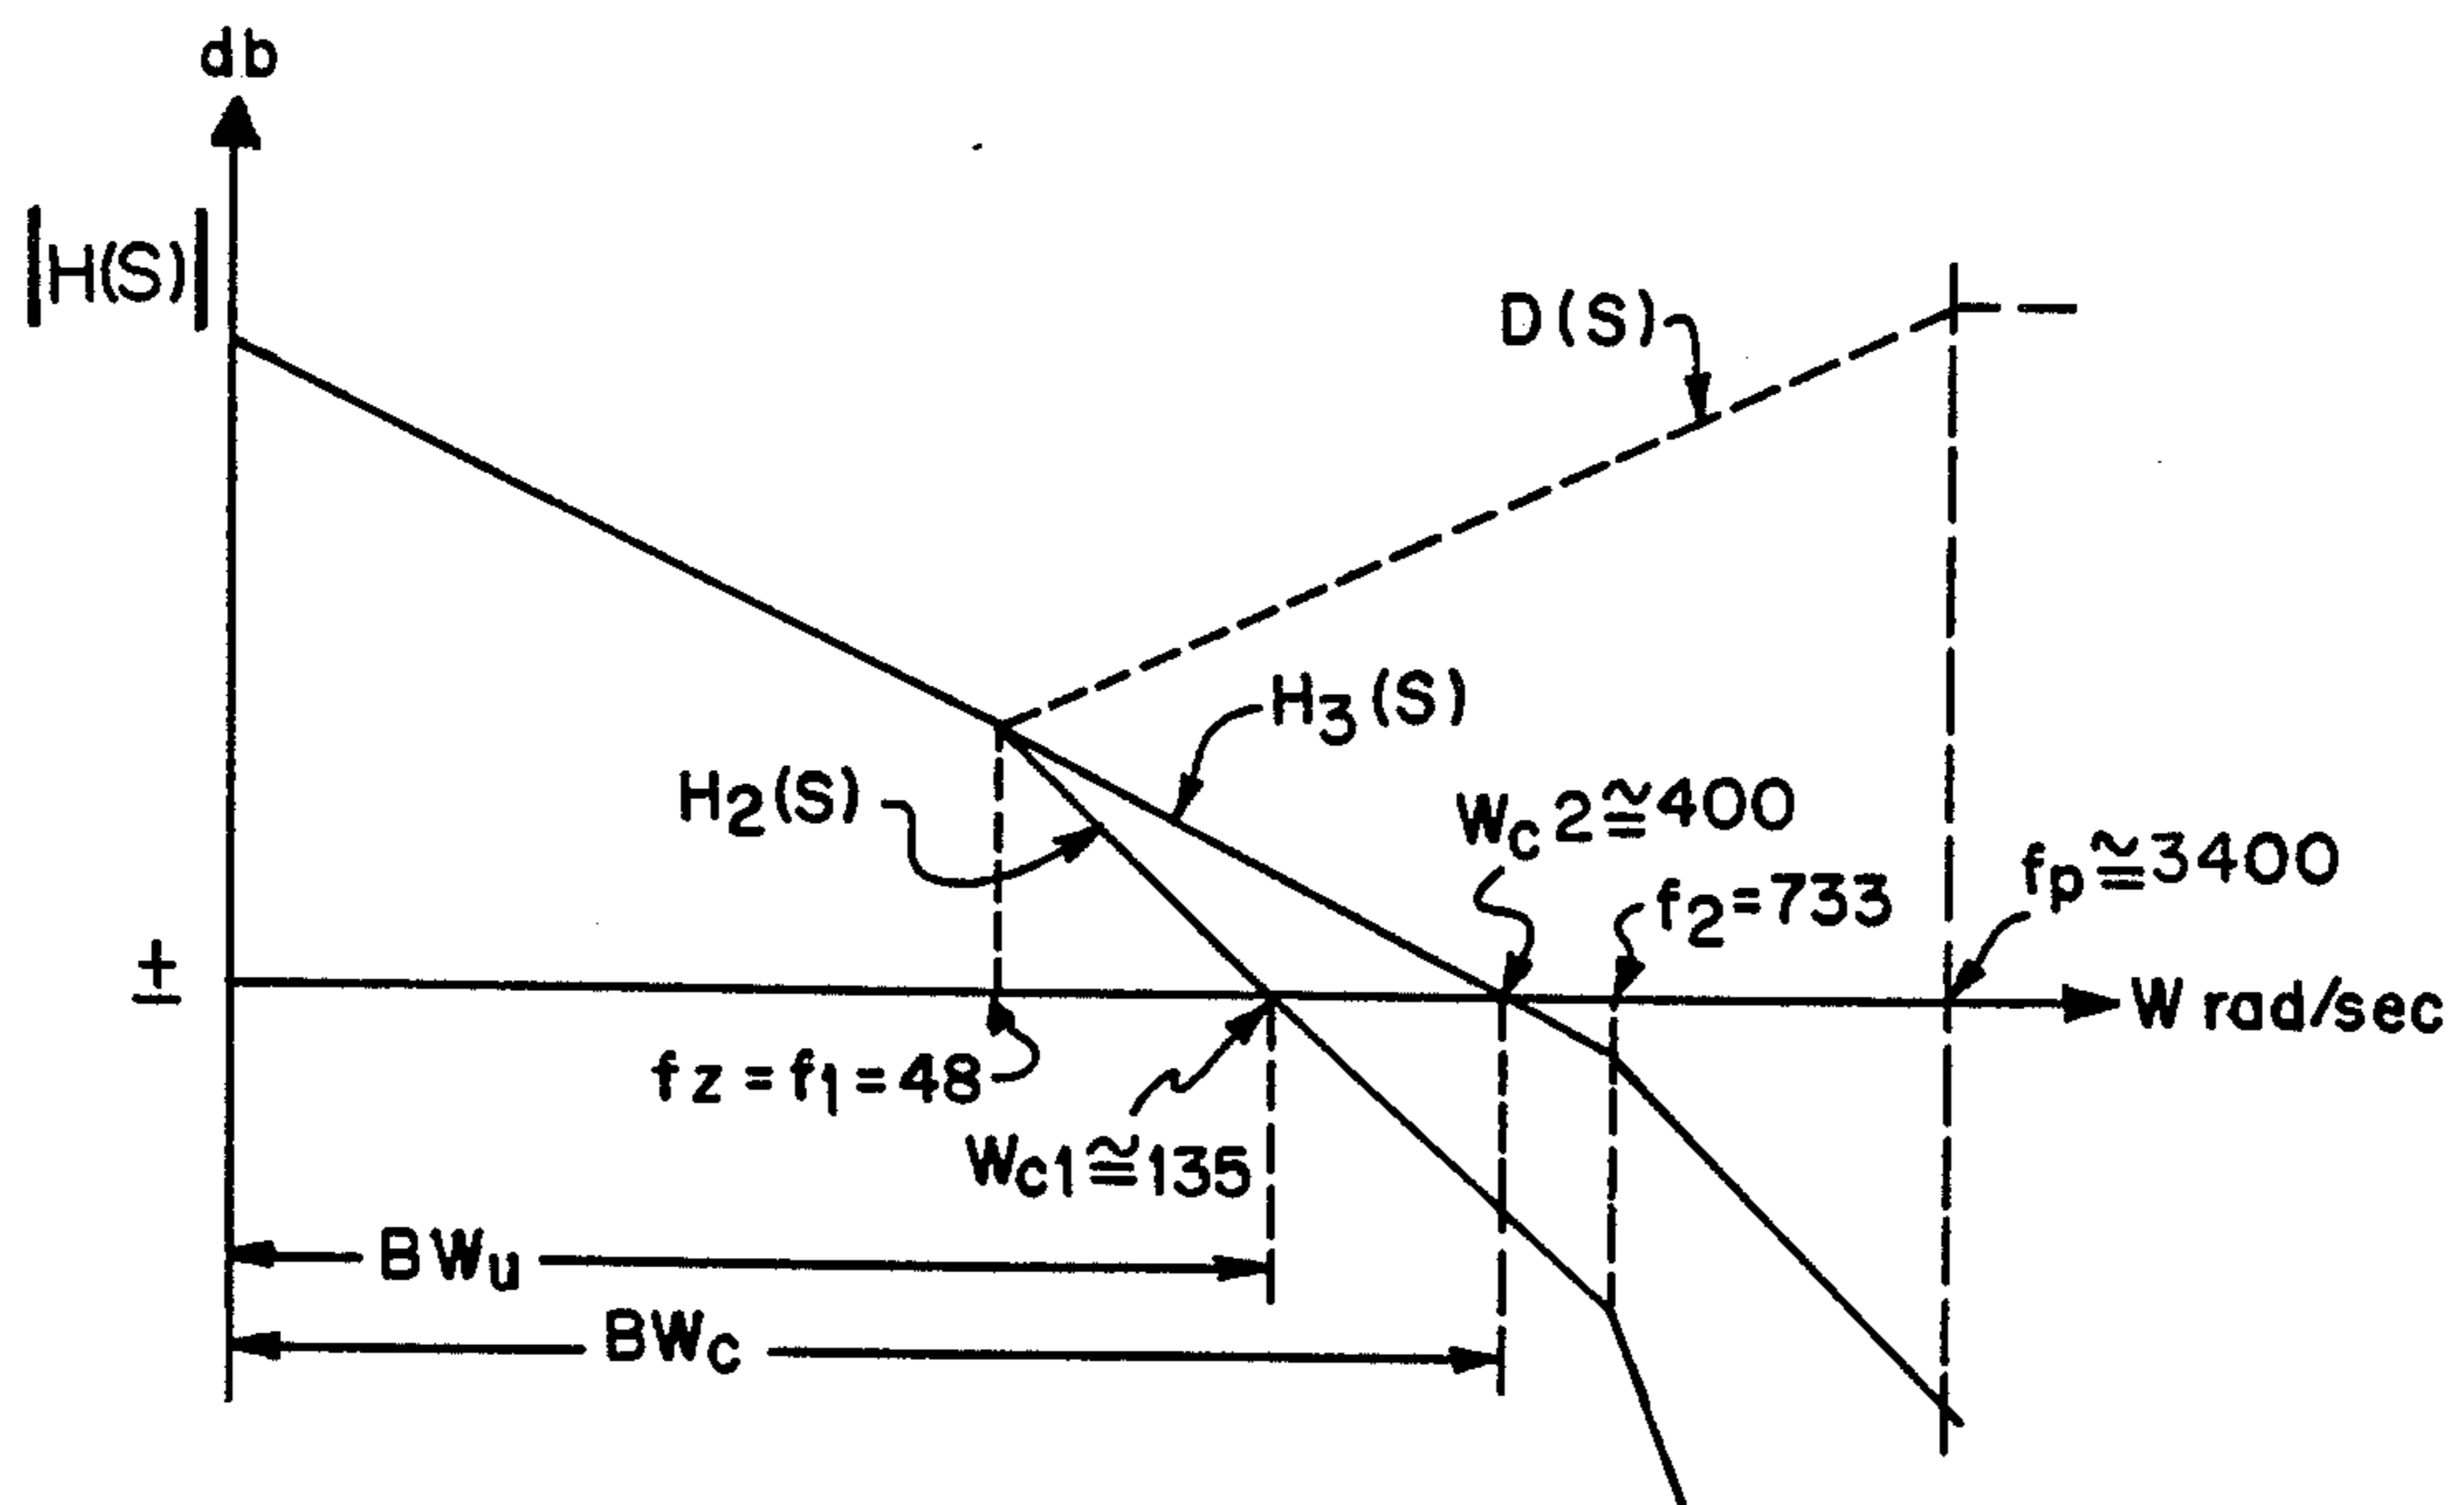 db
|H(S)|
D(S)
H3(S)
H2(S)
Wc2≅400
f2=733
fp≅3400
±
W rad/sec
fz=f1=48
Wc1≅135
BWu
BWc